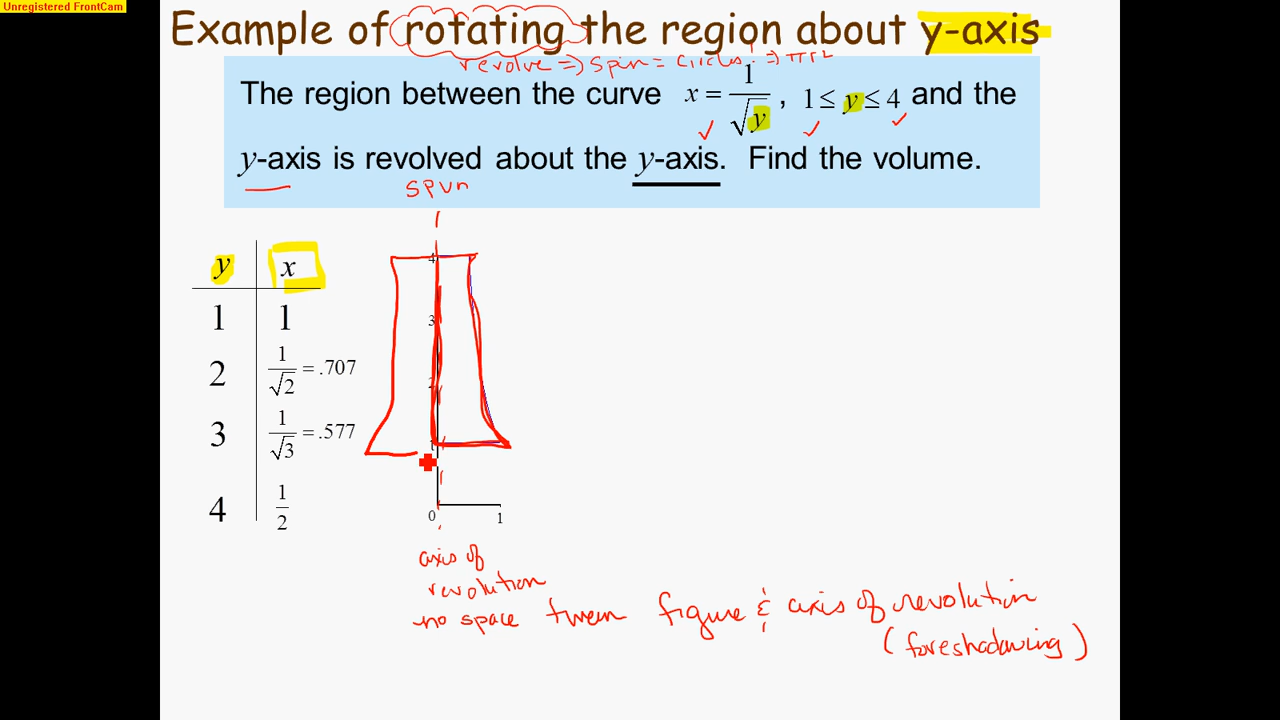 Unregistered FrontCam
Example of rotating the region about y-axis
revolve => spin = circles! => πr2
The region between the curve x = 1/√y , 1 ≤ y ≤ 4 and the
y-axis is revolved about the y-axis. Find the volume.
spun
y x
1 1
2 1/√2 = .707
3 1/√3 = .577
4 1/2
4
3
2
1
0 1
axis of
revolution
no space tween figure & axis of revolution
(foreshadowing)